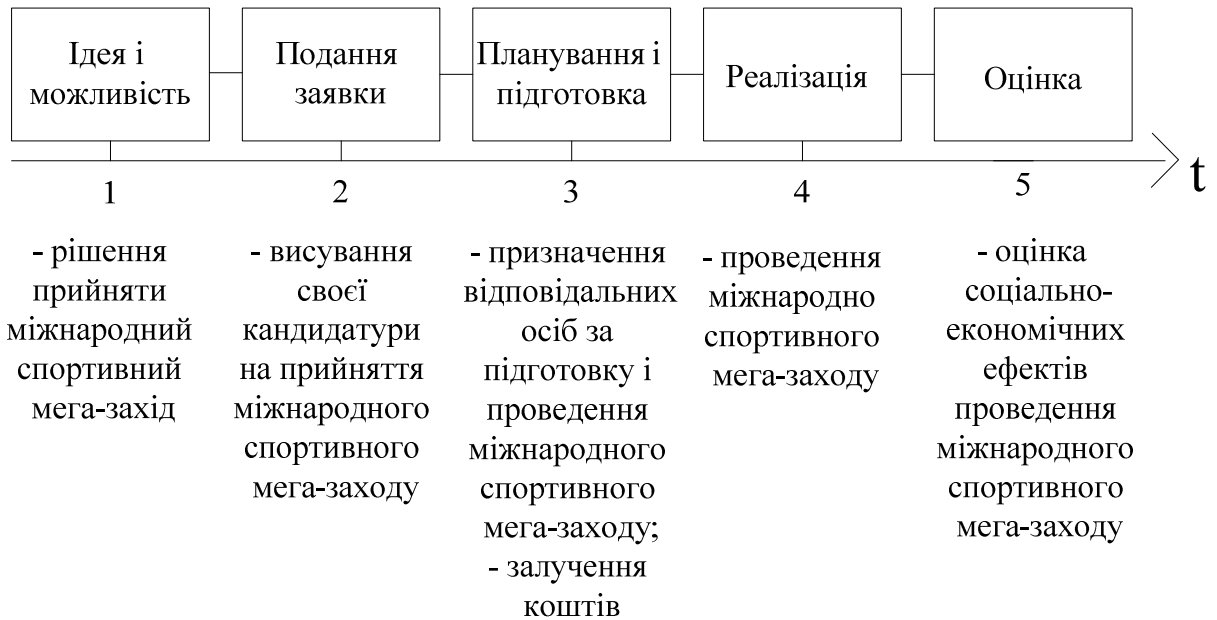 Ідея і
можливість
Подання
заявки
Планування і
підготовка
Реалізація
Оцінка
t
1
2
3
4
5
- рішення
прийняти
міжнародний
спортивний
мега-захід
- висування
своєї
кандидатури
на прийняття
міжнародного
спортивного
мега-заходу
- призначення
відповідальних
осіб за
підготовку і
проведення
міжнародного
спортивного
мега-заходу;
- залучення
коштів
- проведення
міжнародно
спортивного
мега-заходу
- оцінка
соціально-
економічних
ефектів
проведення
міжнародного
спортивного
мега-заходу